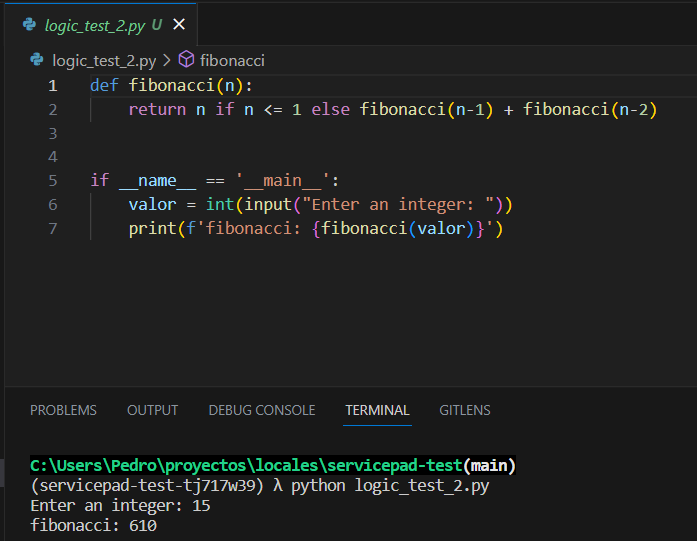 logic_test_2.py U ×
logic_test_2.py > fibonacci
1 def fibonacci(n):
2     return n if n <= 1 else fibonacci(n-1) + fibonacci(n-2)
3
4
5 if __name__ == '__main__':
6     valor = int(input("Enter an integer: "))
7     print(f'fibonacci: {fibonacci(valor)}')
PROBLEMS OUTPUT DEBUG CONSOLE TERMINAL GITLENS
C:\Users\Pedro\proyectos\locales\servicepad-test(main)
(servicepad-test-tj717w39) λ python logic_test_2.py
Enter an integer: 15
fibonacci: 610